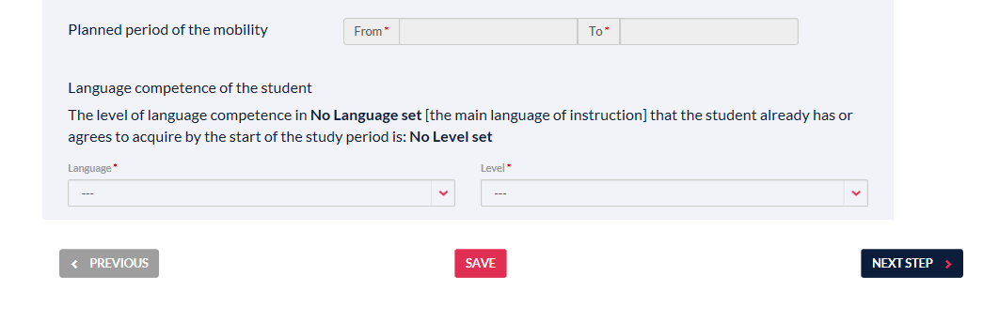 Planned period of the mobility From* To*
Language competence of the student
The level of language competence in No Language set [the main language of instruction] that the student already has or
agrees to acquire by the start of the study period is: No Level set
Language* Level*
--- ---
PREVIOUS SAVE NEXT STEP